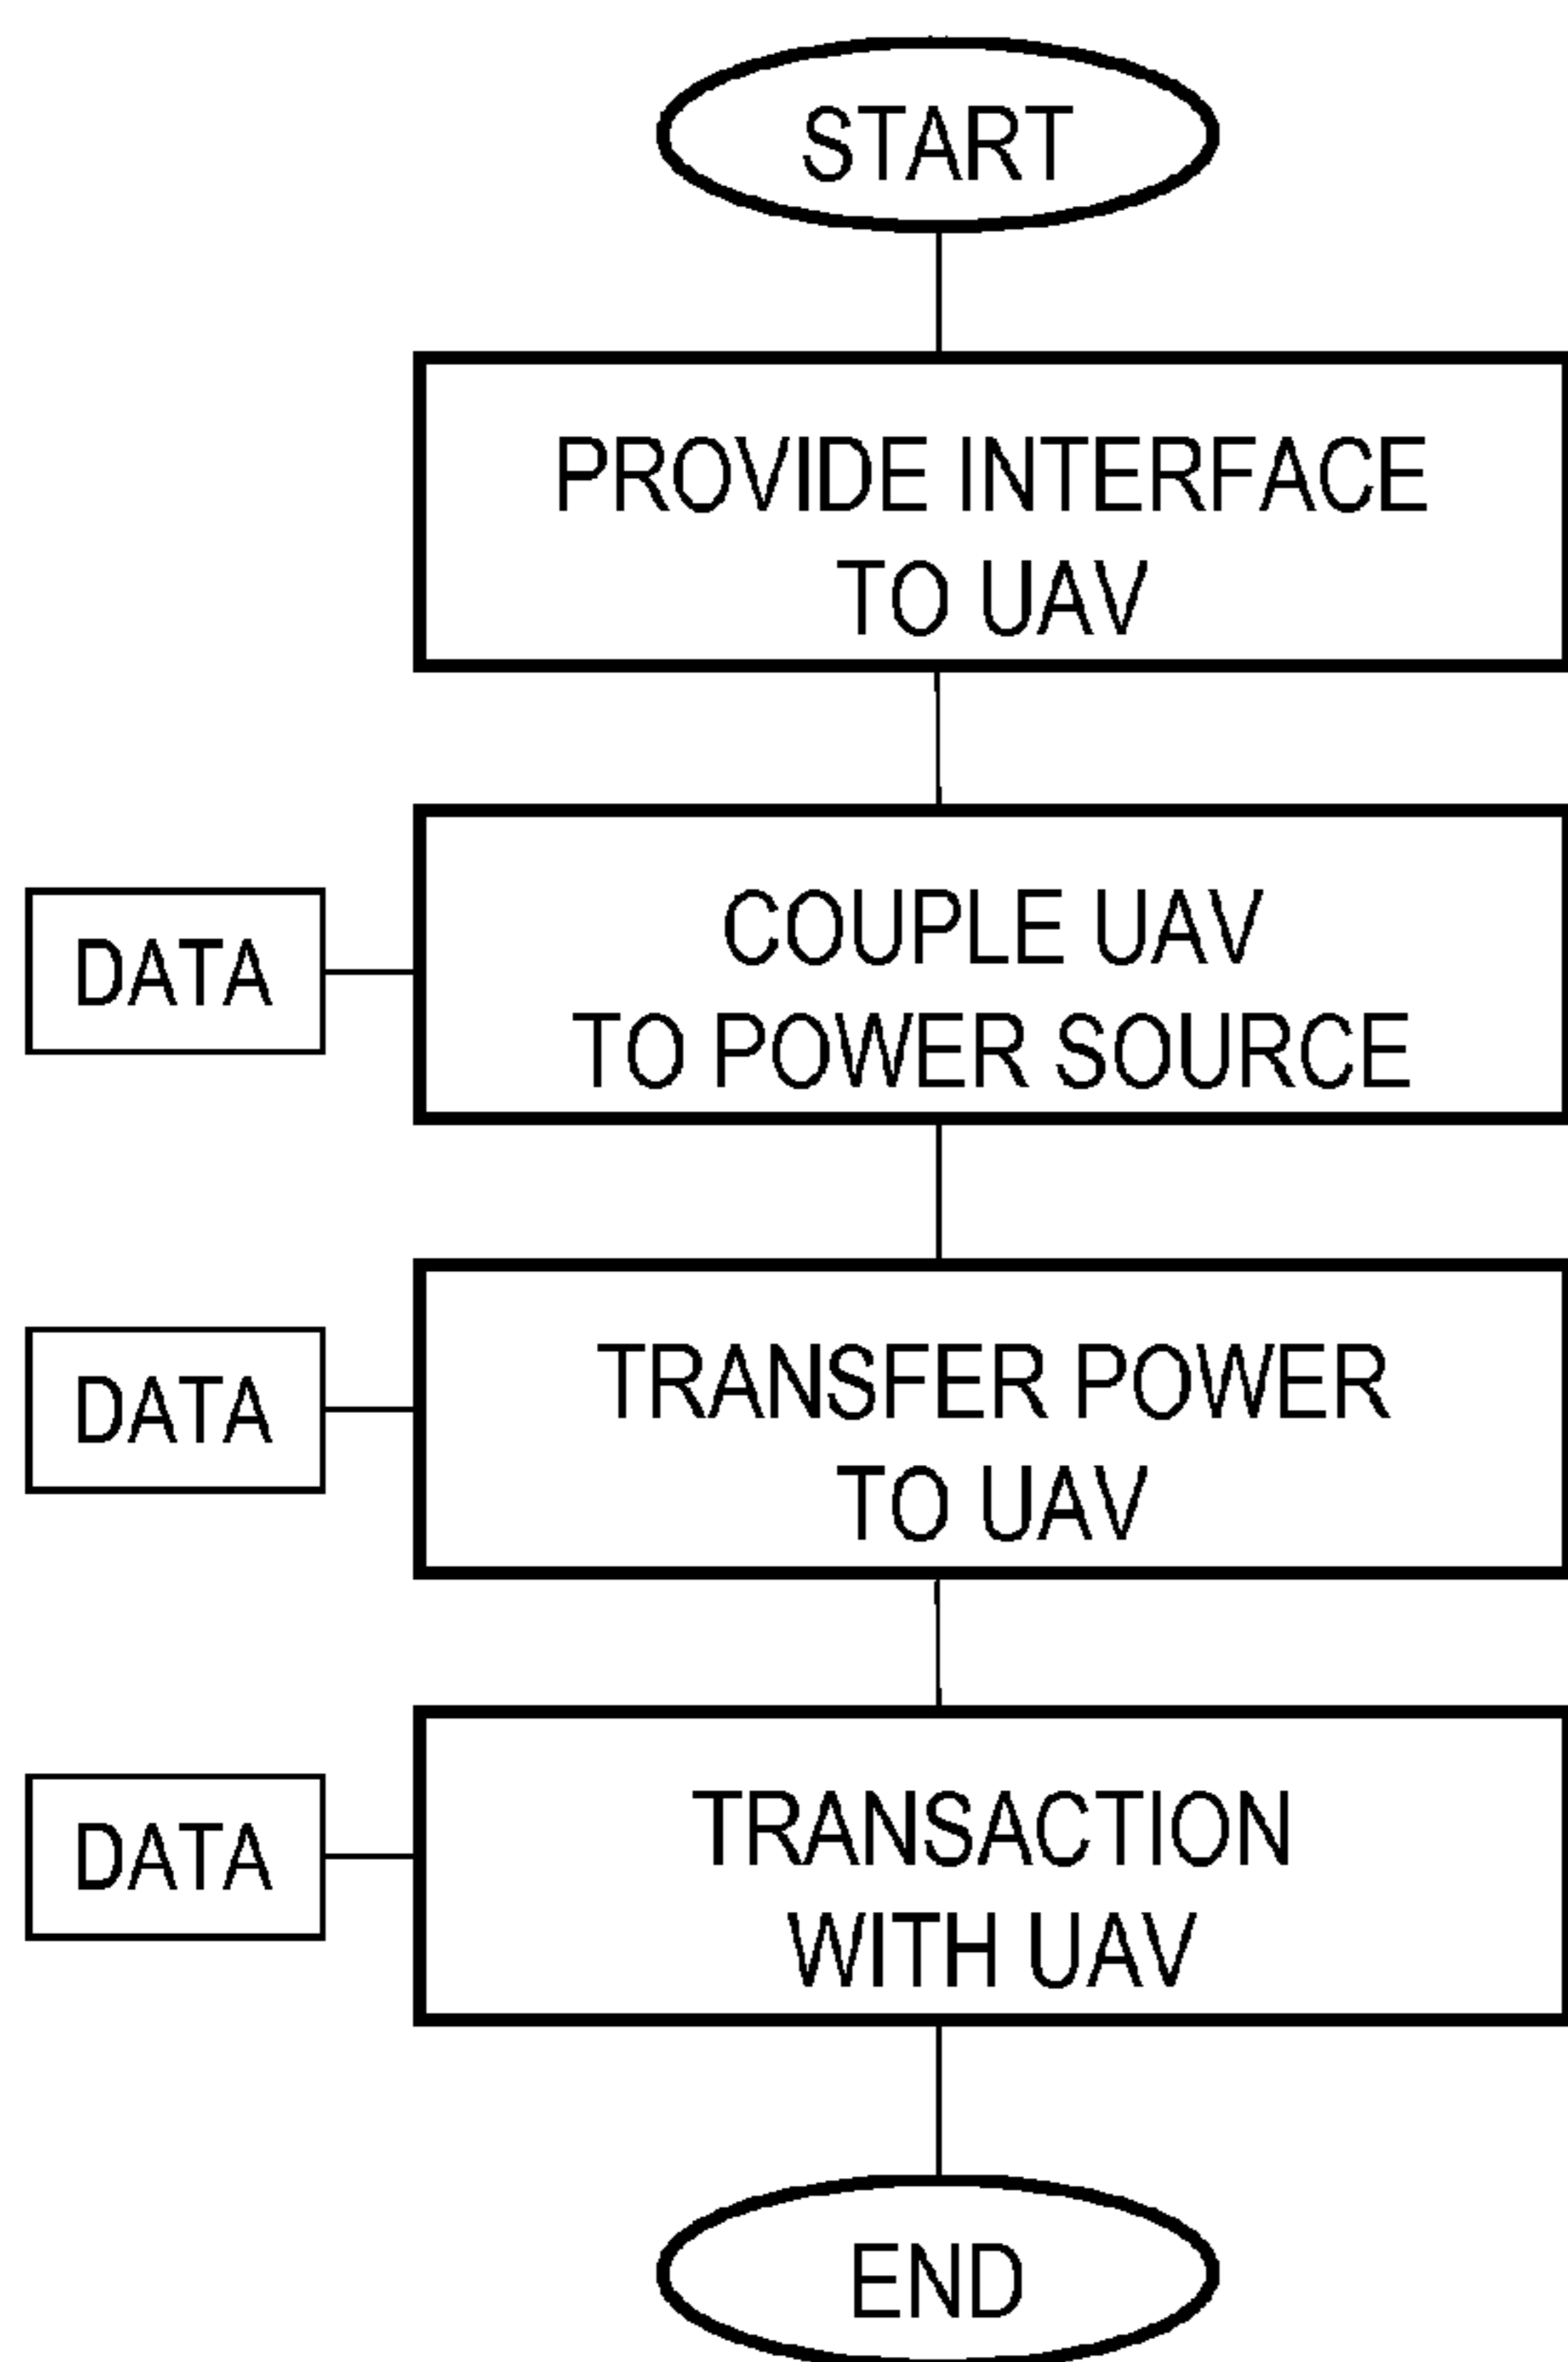 START
PROVIDE INTERFACE
TO UAV
DATA
COUPLE UAV
TO POWER SOURCE
DATA
TRANSFER POWER
TO UAV
DATA
TRANSACTION
WITH UAV
END